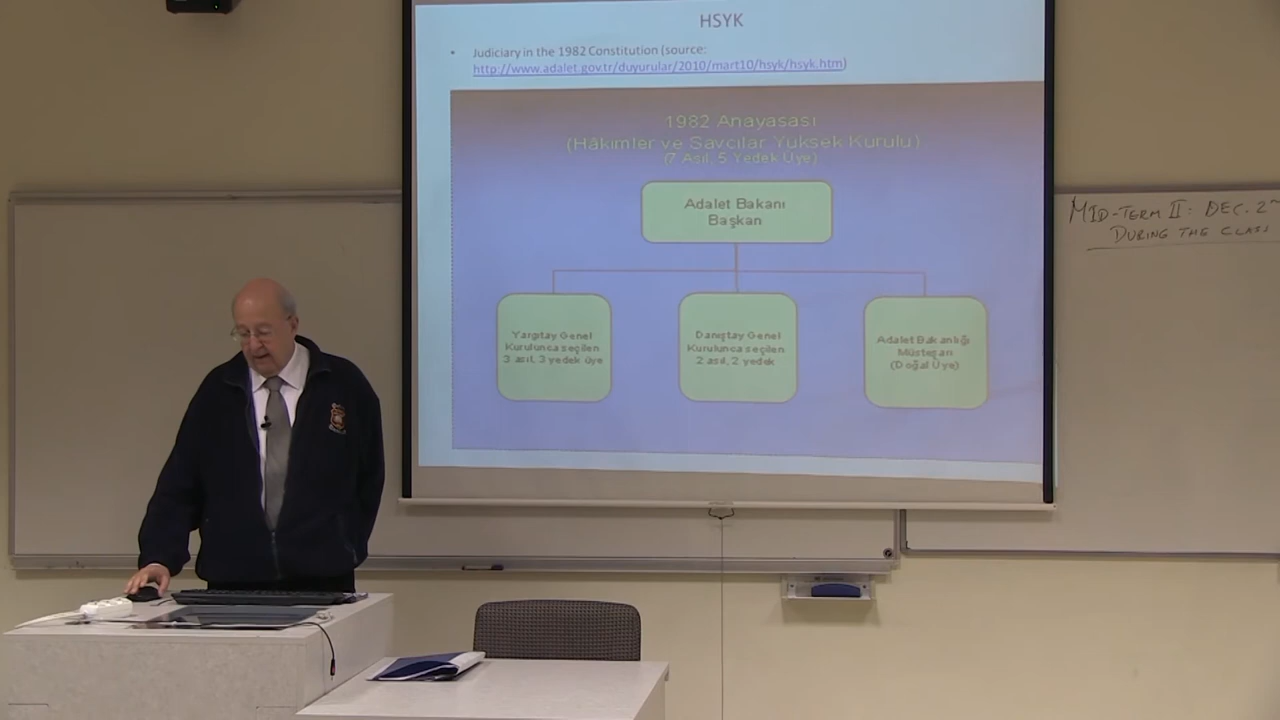 HSYK
• Judiciary in the 1982 Constitution (source:
http://www.adalet.gov.tr/duyurular/2010/mart10/hsyk/hsyk.htm)
1982 Anayasası
(Hâkimler ve Savcılar Yüksek Kurulu)
(7 Asıl, 5 Yedek Üye)
Adalet Bakanı
Başkan
Yargıtay Genel
Kurulunca seçilen
3 asıl, 3 yedek üye
Danıştay Genel
Kurulunca seçilen
2 asıl, 2 yedek
Adalet Bakanlığı
Müsteşarı
(Doğal Üye)
MID-TERM II: DEC. 2
DURING THE CLASS